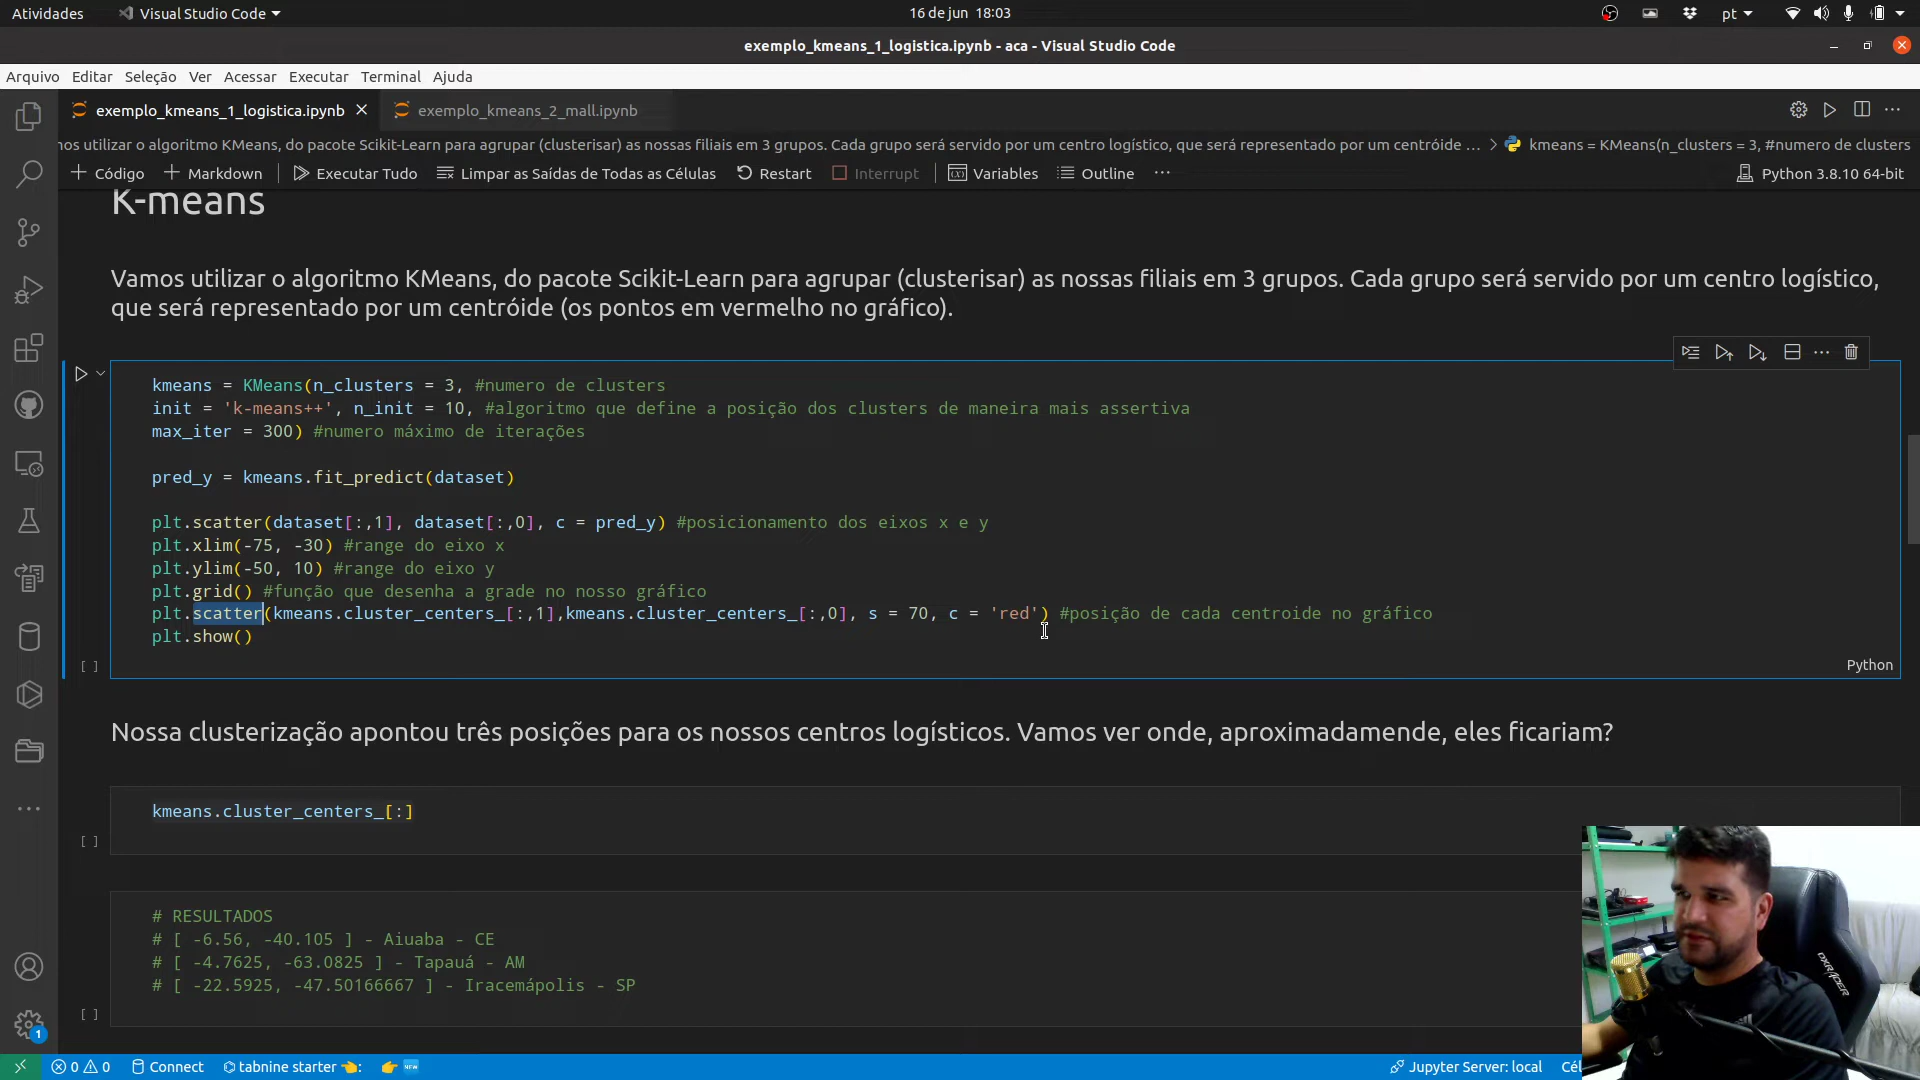 Atividades
Visual Studio Code
16 de jun 18:03
pt
exemplo_kmeans_1_logistica.ipynb - aca - Visual Studio Code
Arquivo Editar Seleção Ver Acessar Executar Terminal Ajuda
exemplo_kmeans_1_logistica.ipynb
exemplo_kmeans_2_mall.ipynb
nos utilizar o algoritmo KMeans, do pacote Scikit-Learn para agrupar (clusterisar) as nossas filiais em 3 grupos. Cada grupo será servido por um centro logístico, que será representado por um centróide ... > kmeans = KMeans(n_clusters = 3, #numero de clusters
+ Código + Markdown Executar Tudo Limpar as Saídas de Todas as Células Restart Interrupt Variables Outline ... Python 3.8.10 64-bit
K-means
Vamos utilizar o algoritmo KMeans, do pacote Scikit-Learn para agrupar (clusterisar) as nossas filiais em 3 grupos. Cada grupo será servido por um centro logístico,
que será representado por um centróide (os pontos em vermelho no gráfico).
kmeans = KMeans(n_clusters = 3, #numero de clusters
init = 'k-means++', n_init = 10, #algoritmo que define a posição dos clusters de maneira mais assertiva
max_iter = 300) #numero máximo de iterações
pred_y = kmeans.fit_predict(dataset)
plt.scatter(dataset[:,1], dataset[:,0], c = pred_y) #posicionamento dos eixos x e y
plt.xlim(-75, -30) #range do eixo x
plt.ylim(-50, 10) #range do eixo y
plt.grid() #função que desenha a grade no nosso gráfico
plt.scatter(kmeans.cluster_centers_[:,1],kmeans.cluster_centers_[:,0], s = 70, c = 'red') #posição de cada centroide no gráfico
plt.show()
[ ]
Python
Nossa clusterização apontou três posições para os nossos centros logísticos. Vamos ver onde, aproximadamende, eles ficariam?
kmeans.cluster_centers_[:]
[ ]
# RESULTADOS
# [ -6.56, -40.105 ] - Aiuaba - CE
# [ -4.7625, -63.0825 ] - Tapauá - AM
# [ -22.5925, -47.50166667 ] - Iracemápolis - SP
[ ]
DXRACER
1
0 0 Connect tabnine starter : NEW Jupyter Server: local Cél